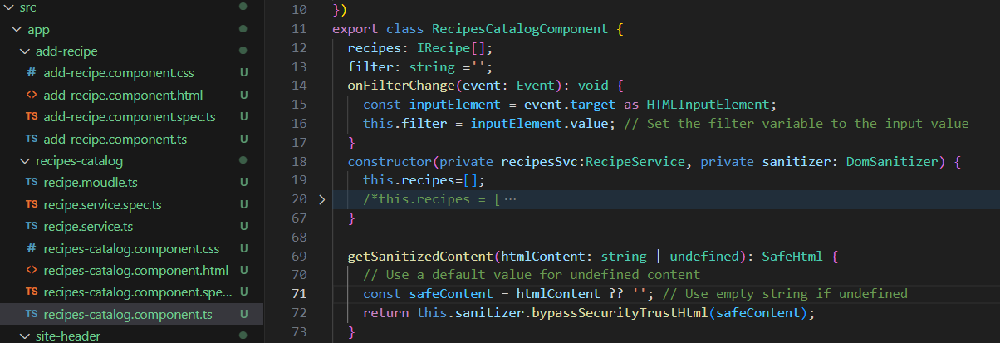 src
app
add-recipe
# add-recipe.component.css U
<> add-recipe.component.html U
TS add-recipe.component.spec.ts U
TS add-recipe.component.ts U
recipes-catalog
TS recipe.moudle.ts U
TS recipe.service.spec.ts U
TS recipe.service.ts U
# recipes-catalog.component.css U
<> recipes-catalog.component.html U
TS recipes-catalog.component.spe... U
TS recipes-catalog.component.ts U
site-header
10 })
11 export class RecipesCatalogComponent {
12 recipes: IRecipe[];
13 filter: string ='';
14 onFilterChange(event: Event): void {
15 const inputElement = event.target as HTMLInputElement;
16 this.filter = inputElement.value; // Set the filter variable to the input value
17 }
18 constructor(private recipesSvc:RecipeService, private sanitizer: DomSanitizer) {
19 this.recipes=[];
20 /*this.recipes = [ ⋯
67 }
68
69 getSanitizedContent(htmlContent: string | undefined): SafeHtml {
70 // Use a default value for undefined content
71 const safeContent = htmlContent ?? ''; // Use empty string if undefined
72 return this.sanitizer.bypassSecurityTrustHtml(safeContent);
73 }